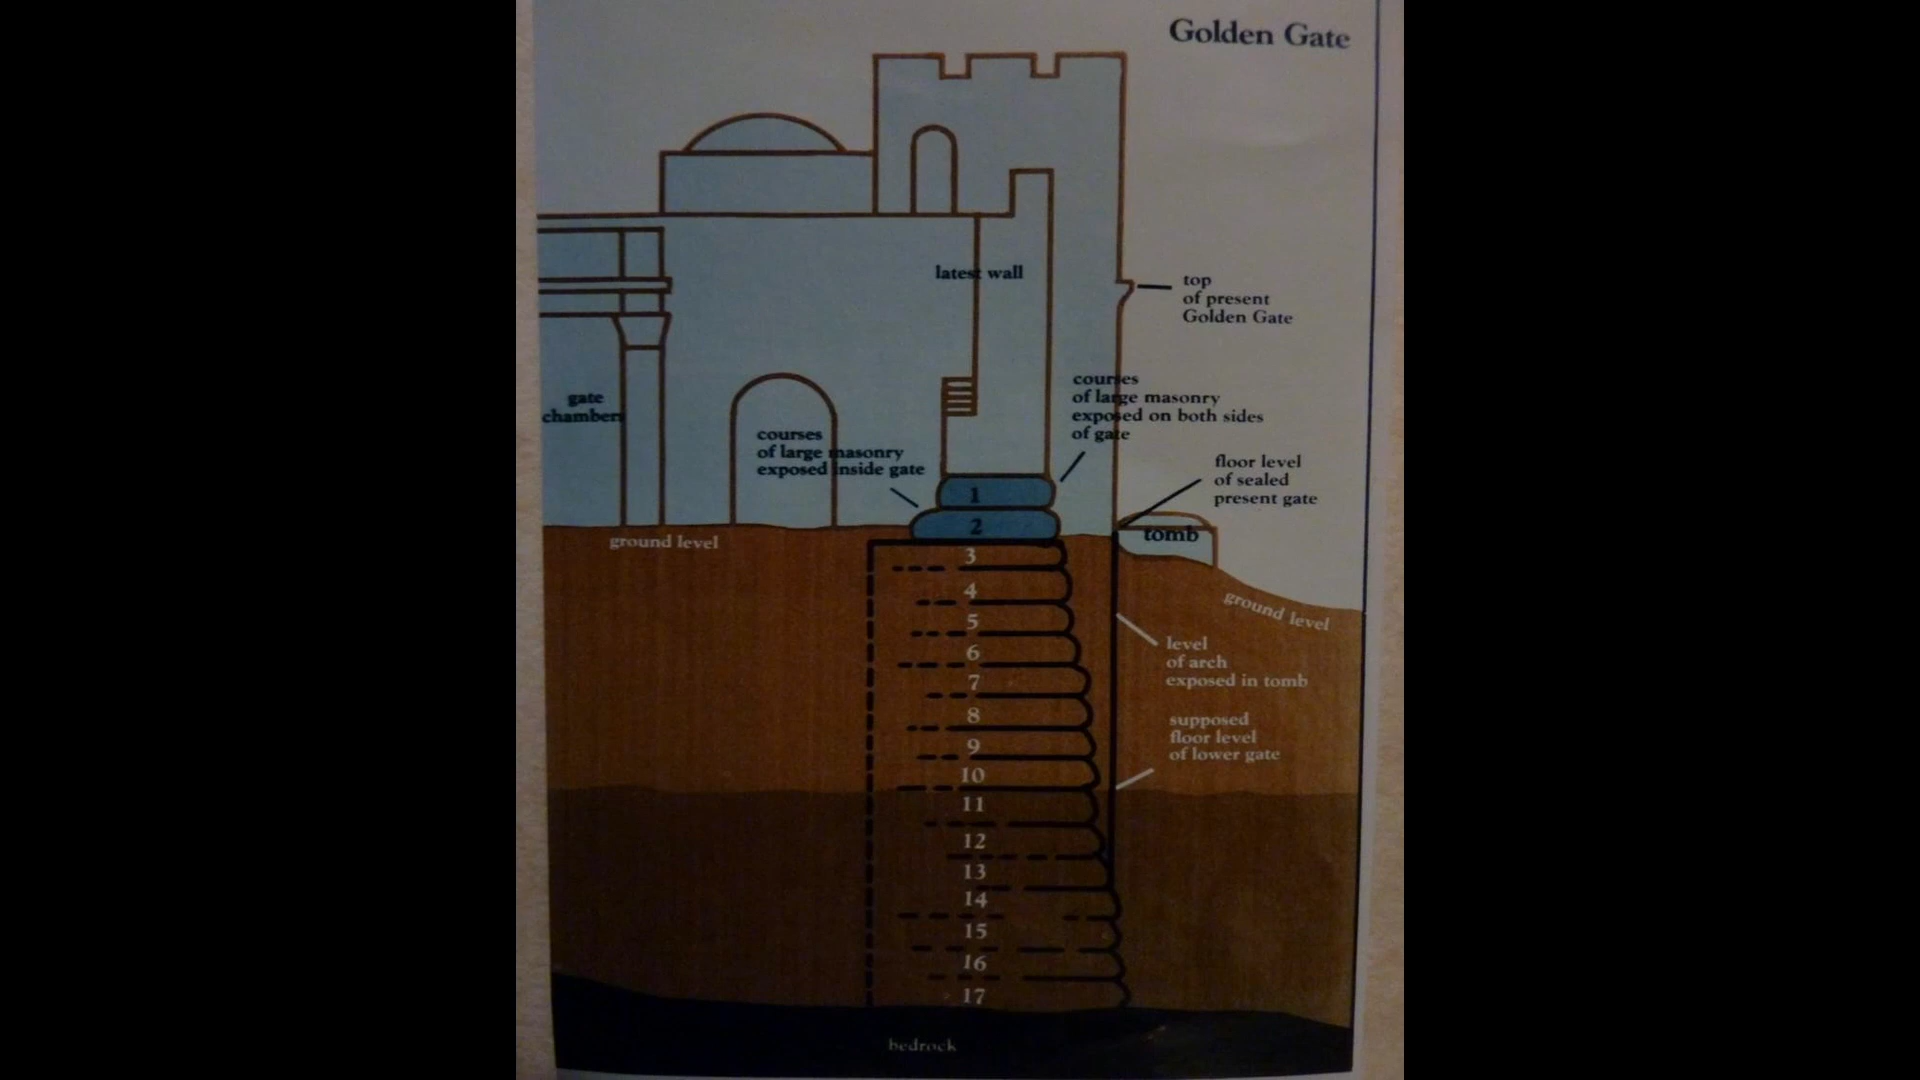 Golden Gate
latest wall
top
of present
Golden Gate
gate
chambers
courses
of large masonry
exposed on both sides
of gate
courses
of large masonry
exposed inside gate
floor level
of sealed
present gate
1
2
tomb
ground level
3
4
5
6
7
8
9
10
11
12
13
14
15
16
17
ground level
level
of arch
exposed in tomb
supposed
floor level
of lower gate
bedrock